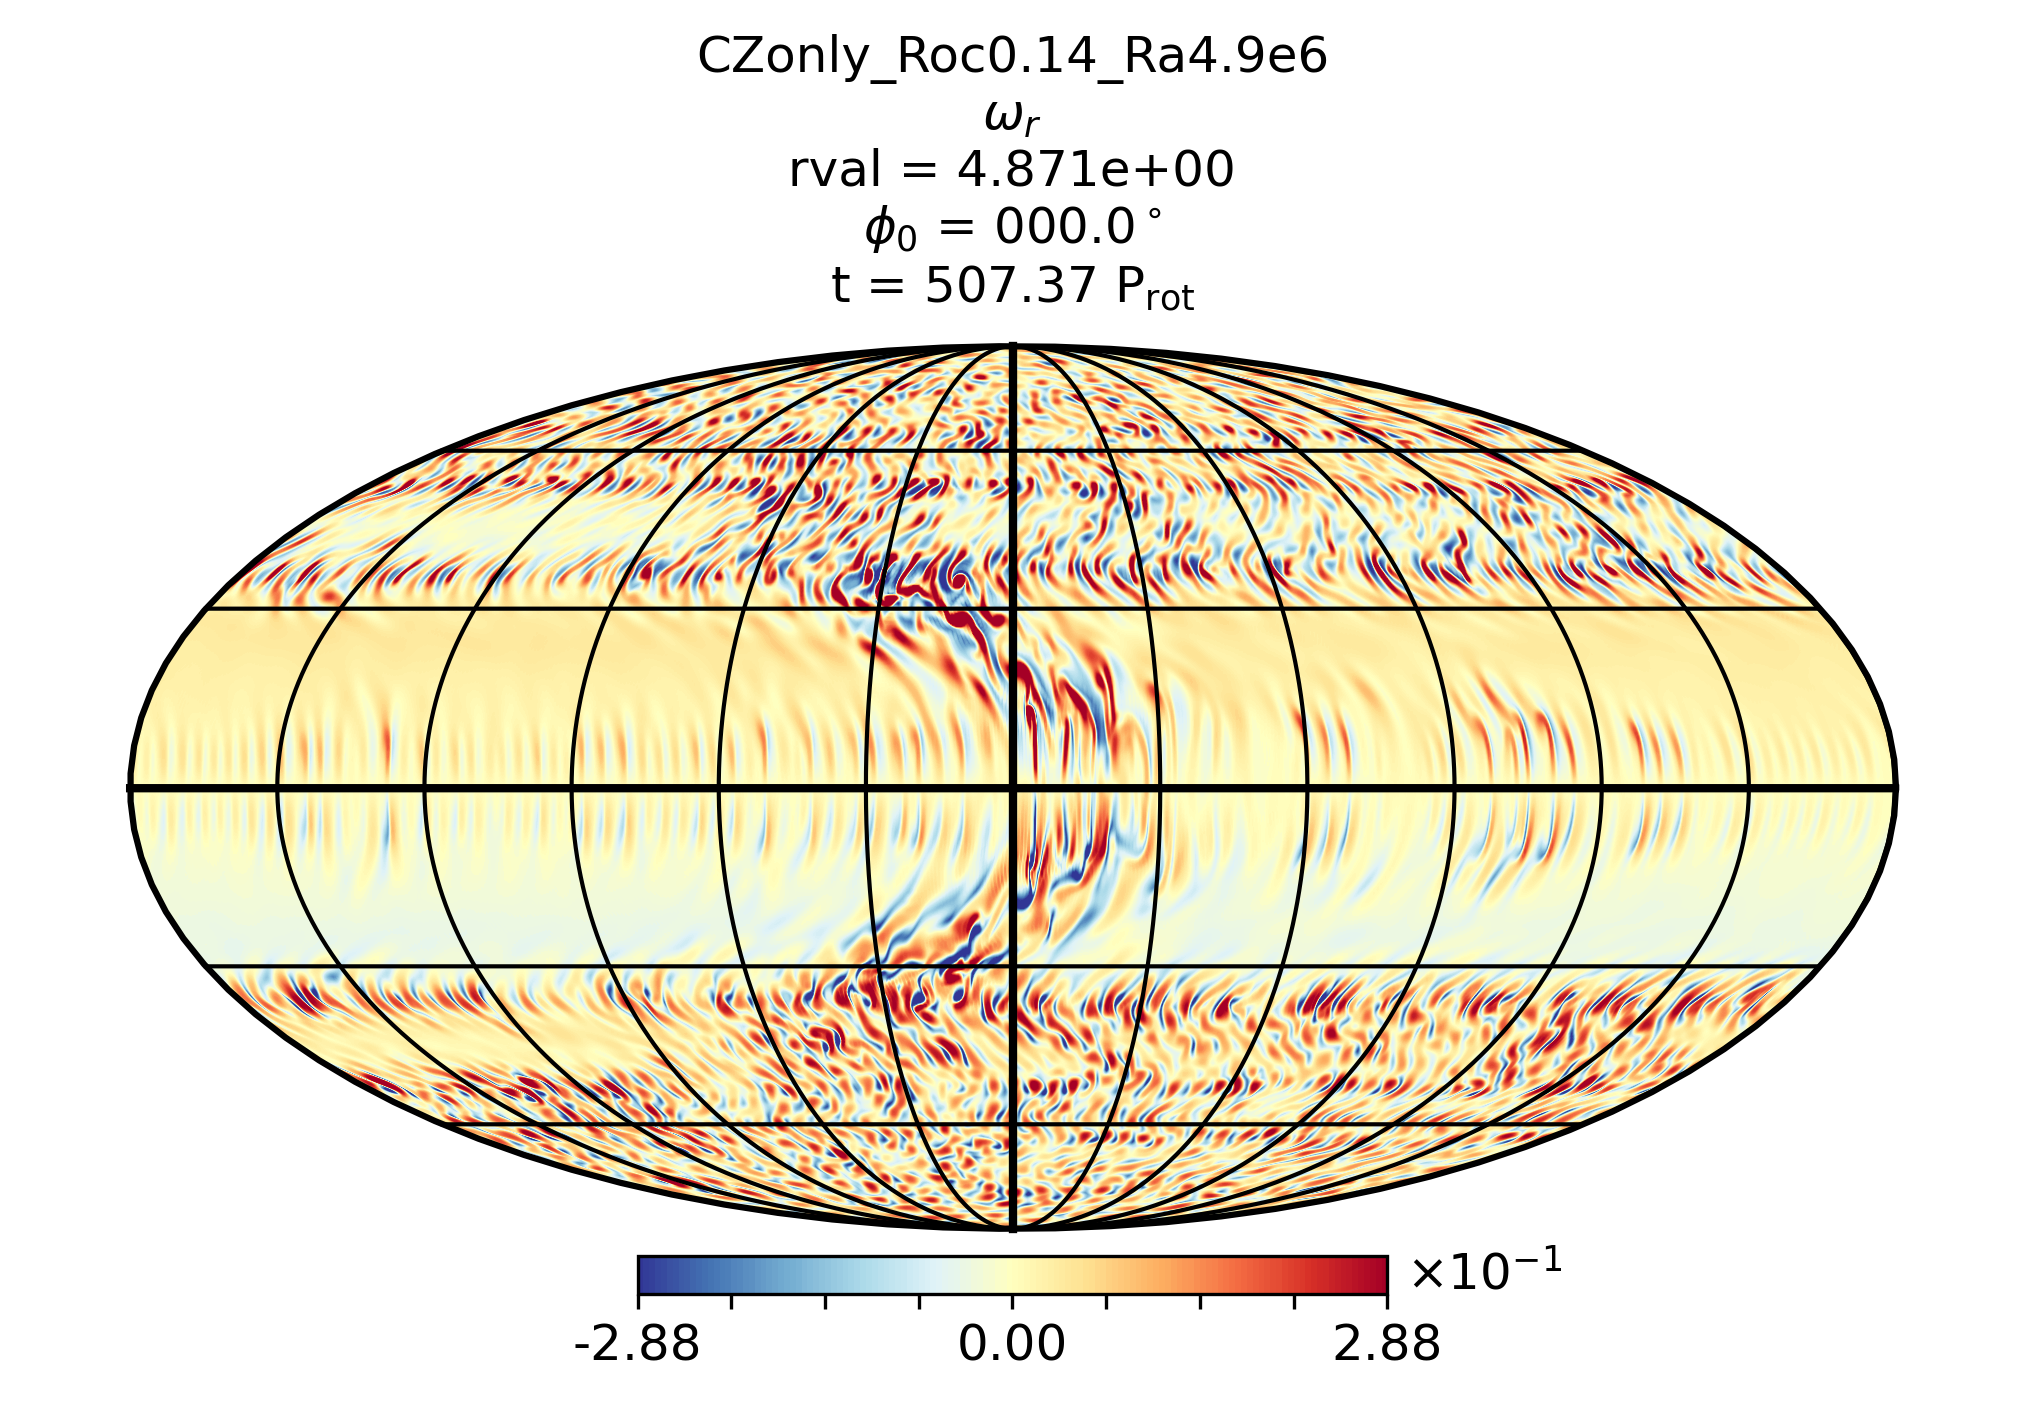 CZonly_Roc0.14_Ra4.9e6
ω_r
rval = 4.871e+00
ϕ_0 = 000.0°
t = 507.37 P_rot
×10^−1
-2.88 0.00 2.88